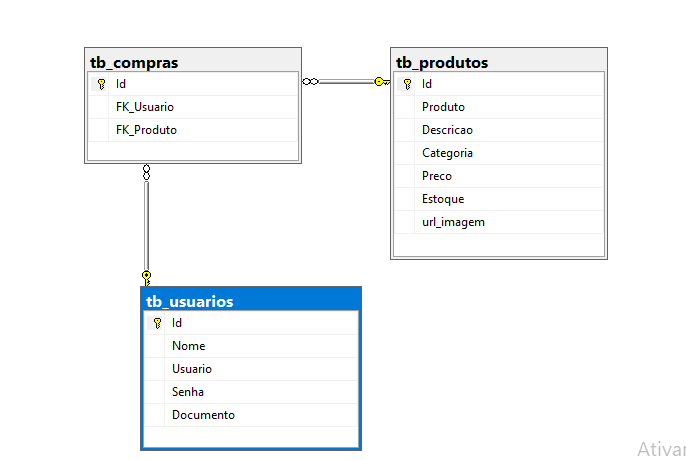 tb_compras
Id
FK_Usuario
FK_Produto
tb_produtos
Id
Produto
Descricao
Categoria
Preco
Estoque
url_imagem
tb_usuarios
Id
Nome
Usuario
Senha
Documento
Ativar